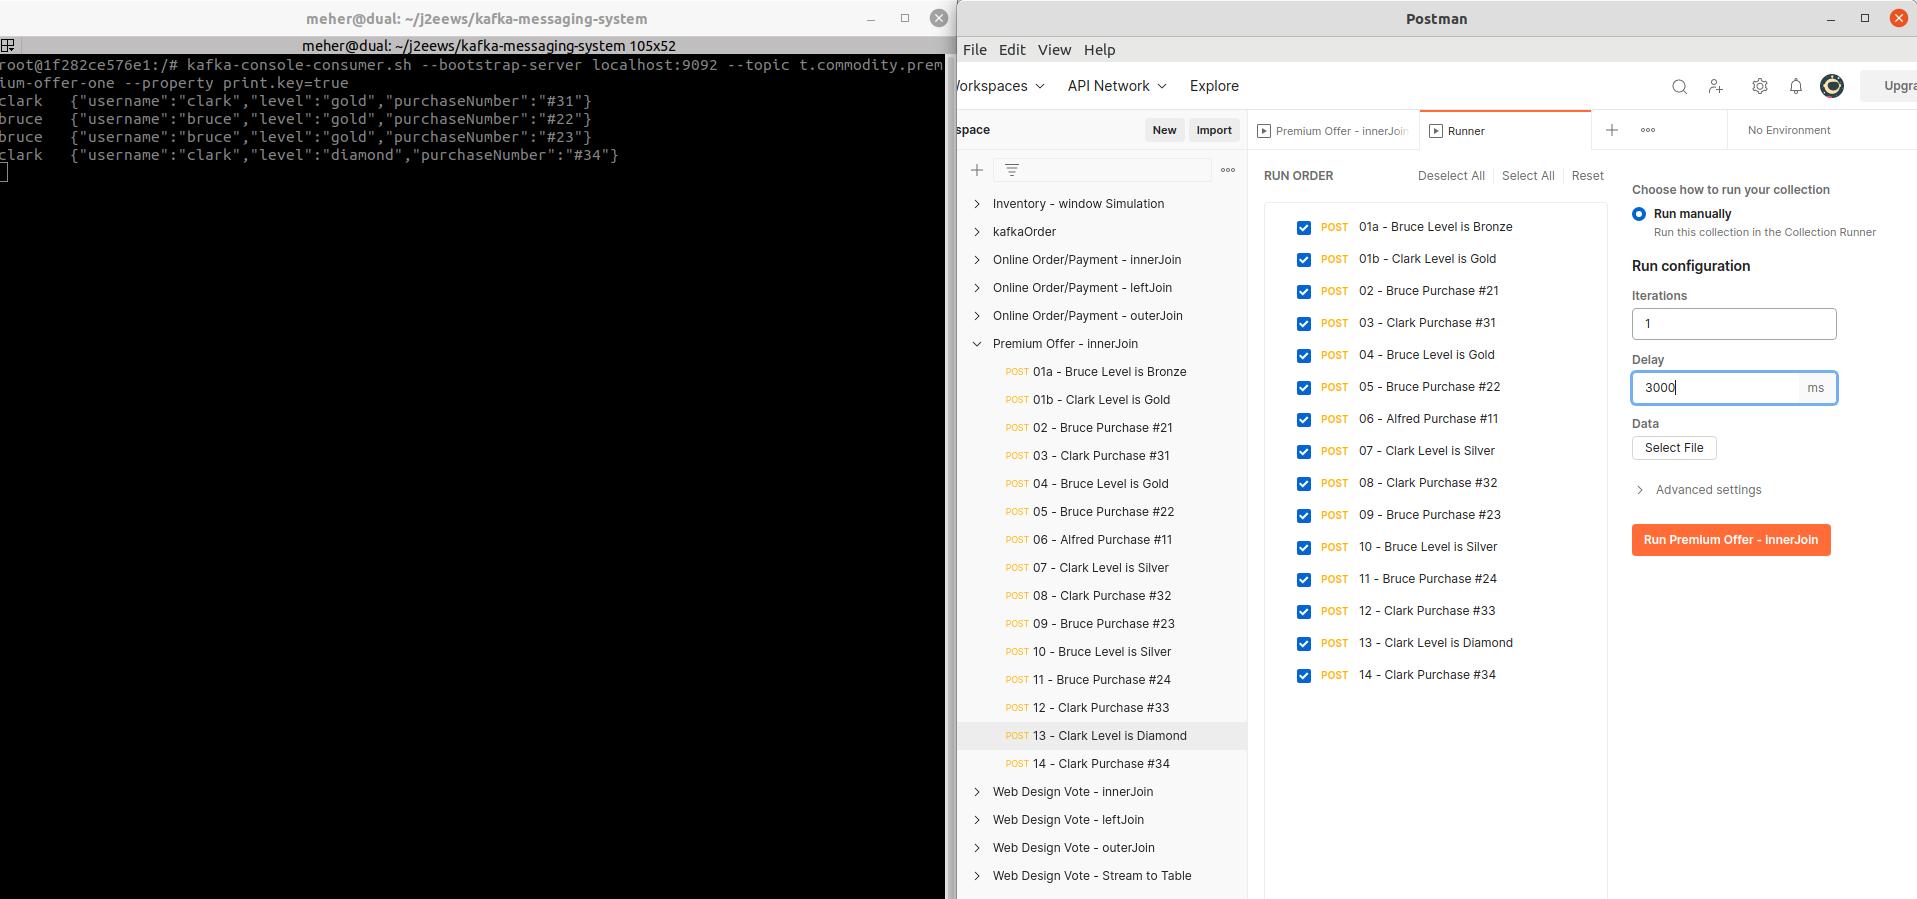 meher@dual: ~/j2eews/kafka-messaging-system
meher@dual: ~/j2eews/kafka-messaging-system 105x52
root@1f282ce576e1:/# kafka-console-consumer.sh --bootstrap-server localhost:9092 --topic t.commodity.prem
ium-offer-one --property print.key=true
clark {"username":"clark","level":"gold","purchaseNumber":"#31"}
bruce {"username":"bruce","level":"gold","purchaseNumber":"#22"}
bruce {"username":"bruce","level":"gold","purchaseNumber":"#23"}
clark {"username":"clark","level":"diamond","purchaseNumber":"#34"}
Postman
File Edit View Help
orkspaces API Network Explore Upgra
space New Import
Premium Offer - innerJoin Runner No Environment
Inventory - window Simulation
kafkaOrder
Online Order/Payment - innerJoin
Online Order/Payment - leftJoin
Online Order/Payment - outerJoin
Premium Offer - innerJoin
POST 01a - Bruce Level is Bronze
POST 01b - Clark Level is Gold
POST 02 - Bruce Purchase #21
POST 03 - Clark Purchase #31
POST 04 - Bruce Level is Gold
POST 05 - Bruce Purchase #22
POST 06 - Alfred Purchase #11
POST 07 - Clark Level is Silver
POST 08 - Clark Purchase #32
POST 09 - Bruce Purchase #23
POST 10 - Bruce Level is Silver
POST 11 - Bruce Purchase #24
POST 12 - Clark Purchase #33
POST 13 - Clark Level is Diamond
POST 14 - Clark Purchase #34
Web Design Vote - innerJoin
Web Design Vote - leftJoin
Web Design Vote - outerJoin
Web Design Vote - Stream to Table
RUN ORDER Deselect All Select All Reset
POST 01a - Bruce Level is Bronze
POST 01b - Clark Level is Gold
POST 02 - Bruce Purchase #21
POST 03 - Clark Purchase #31
POST 04 - Bruce Level is Gold
POST 05 - Bruce Purchase #22
POST 06 - Alfred Purchase #11
POST 07 - Clark Level is Silver
POST 08 - Clark Purchase #32
POST 09 - Bruce Purchase #23
POST 10 - Bruce Level is Silver
POST 11 - Bruce Purchase #24
POST 12 - Clark Purchase #33
POST 13 - Clark Level is Diamond
POST 14 - Clark Purchase #34
Choose how to run your collection
Run manually
Run this collection in the Collection Runner
Run configuration
Iterations
1
Delay
3000 ms
Data
Select File
Advanced settings
Run Premium Offer - innerJoin